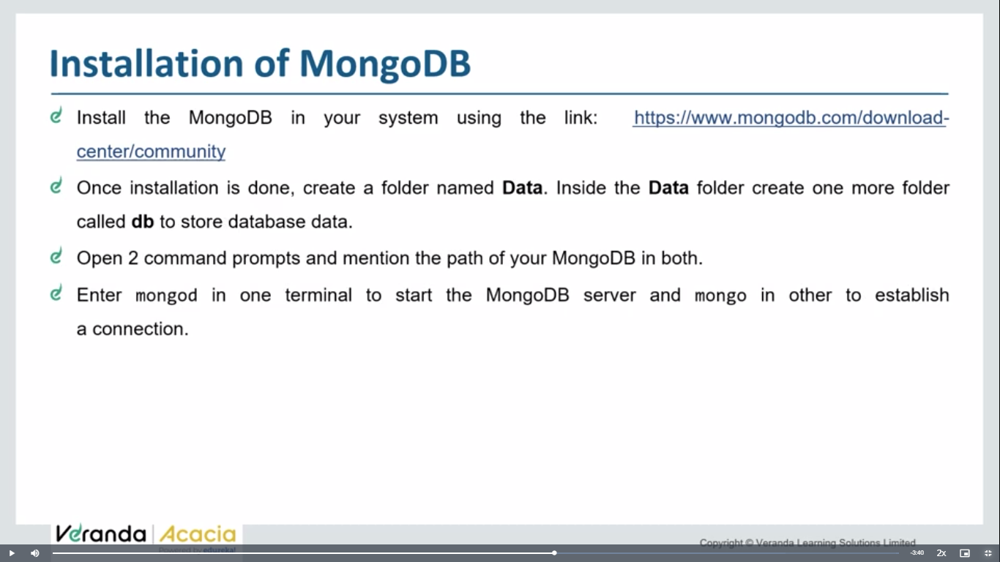 Installation of MongoDB
Install the MongoDB in your system using the link: https://www.mongodb.com/download-
center/community
Once installation is done, create a folder named Data. Inside the Data folder create one more folder
called db to store database data.
Open 2 command prompts and mention the path of your MongoDB in both.
Enter mongod in one terminal to start the MongoDB server and mongo in other to establish
a connection.
Veranda | Acacia
Powered by edureka!
Copyright © Veranda Learning Solutions Limited
-3:40 2x